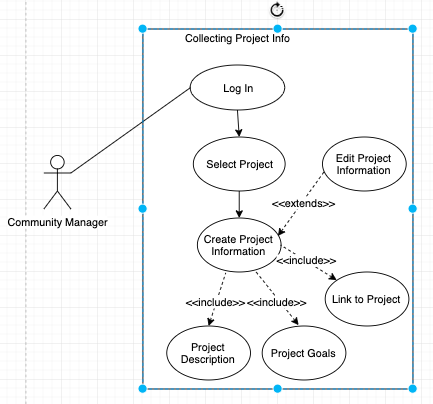 Collecting Project Info
Log In
Select Project
Edit Project
Information
Community Manager
<<extends>>
Create Project
Information
<<include>>
Link to Project
<<include>>
<<include>>
Project
Description
Project Goals